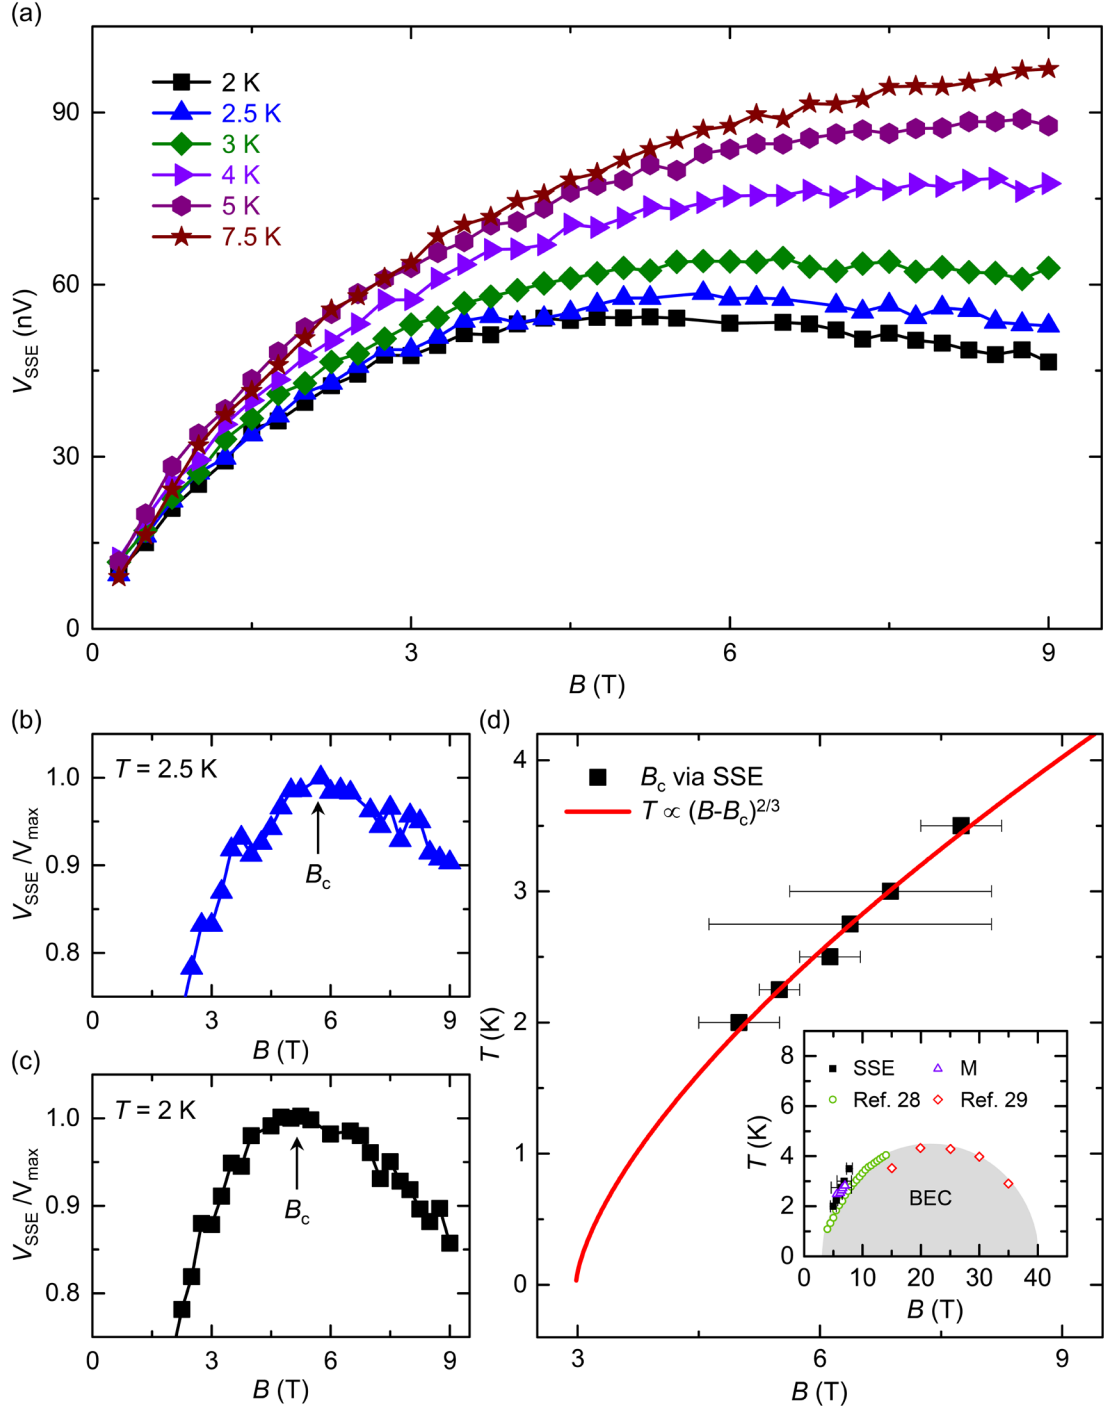 (a)
2 K
2.5 K
3 K
4 K
5 K
7.5 K
90
60
30
0
V_SSE (nV)
0 3 6 9
B (T)
(b)
T = 2.5 K
1.0
0.9
0.8
V_SSE /V_max
B_c
0 3 6 9
B (T)
(c)
T = 2 K
1.0
0.9
0.8
V_SSE /V_max
B_c
0 3 6 9
B (T)
(d)
B_c via SSE
T ∝ (B-B_c)^2/3
4
3
2
1
0
T (K)
3 6 9
B (T)
SSE M
Ref. 28 Ref. 29
8
6
4
2
0
T (K)
BEC
0 10 20 30 40
B (T)